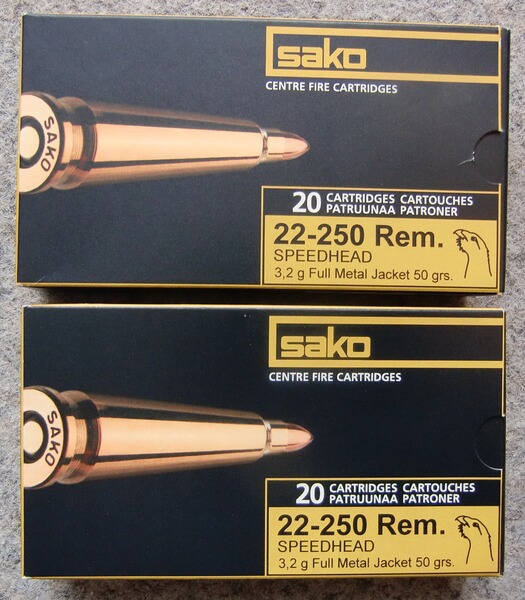 sako
CENTRE FIRE CARTRIDGES
SAKO
20 CARTRIDGES CARTOUCHES
PATRUUNAA PATRONER
22-250 Rem.
SPEEDHEAD
3,2 g Full Metal Jacket 50 grs.
sako
CENTRE FIRE CARTRIDGES
SAKO
20 CARTRIDGES CARTOUCHES
PATRUUNAA PATRONER
22-250 Rem.
SPEEDHEAD
3,2 g Full Metal Jacket 50 grs.